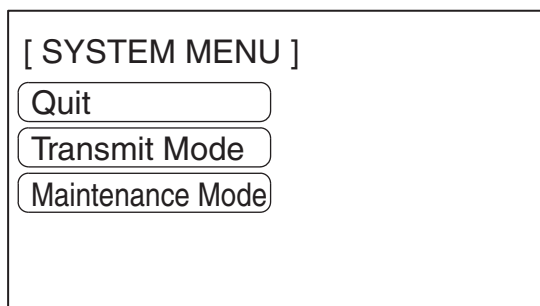 [ SYSTEM MENU ]
Quit
Transmit Mode
Maintenance Mode